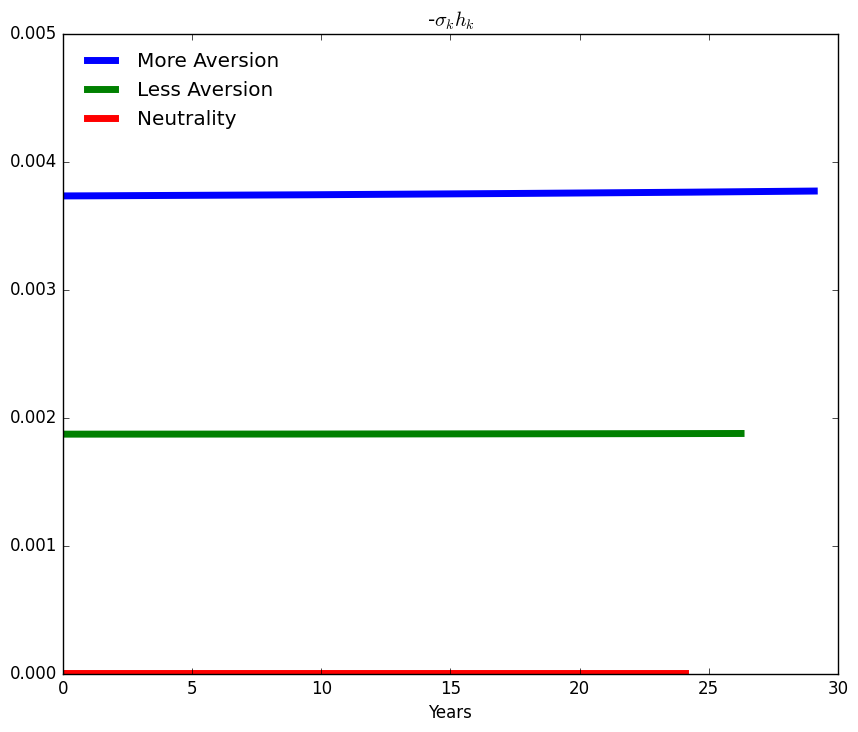 -σ_k h_k
0.005
More Aversion
Less Aversion
Neutrality
0.004
0.003
0.002
0.001
0.000
0 5 10 15 20 25 30
Years